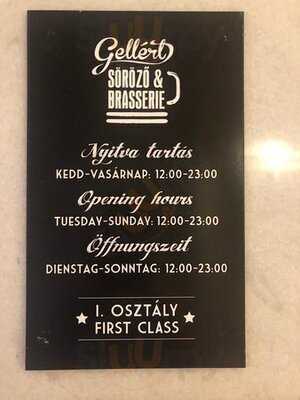 Gellért
SÖRÖZŐ &
BRASSERIE
Nyitva tartás
KEDD-VASÁRNAP: 12:00-23:00
Opening hours
TUESDAY-SUNDAY: 12:00-23:00
Öffnungszeit
DIENSTAG-SONNTAG: 12:00-23:00
I. OSZTÁLY
FIRST CLASS